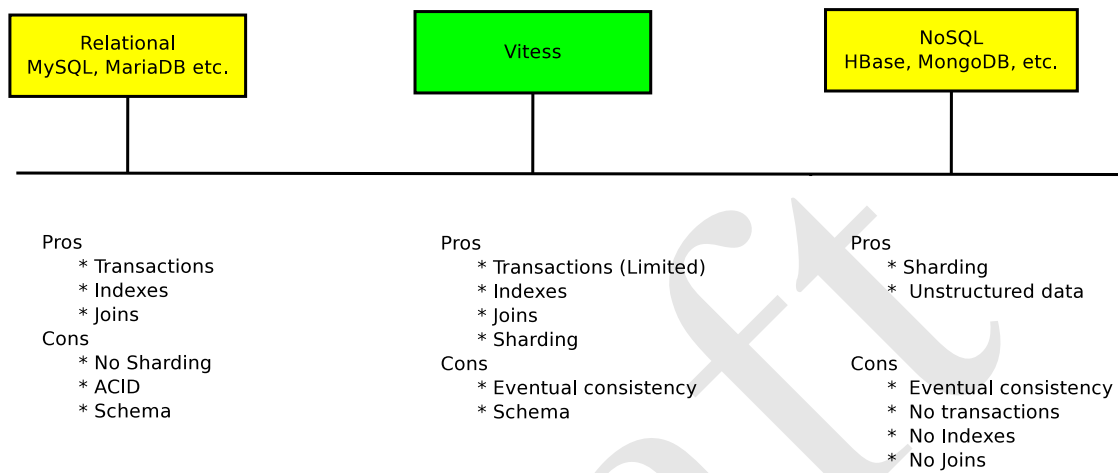 Relational
MySQL, MariaDB etc.
Vitess
NoSQL
HBase, MongoDB, etc.
Pros
* Transactions
* Indexes
* Joins
Cons
* No Sharding
* ACID
* Schema
Pros
* Transactions (Limited)
* Indexes
* Joins
* Sharding
Cons
* Eventual consistency
* Schema
Pros
* Sharding
* Unstructured data
Cons
* Eventual consistency
* No transactions
* No Indexes
* No Joins